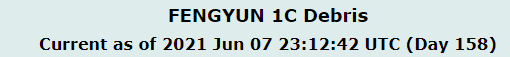 FENGYUN 1C Debris
Current as of 2021 Jun 07 23:12:42 UTC (Day 158)